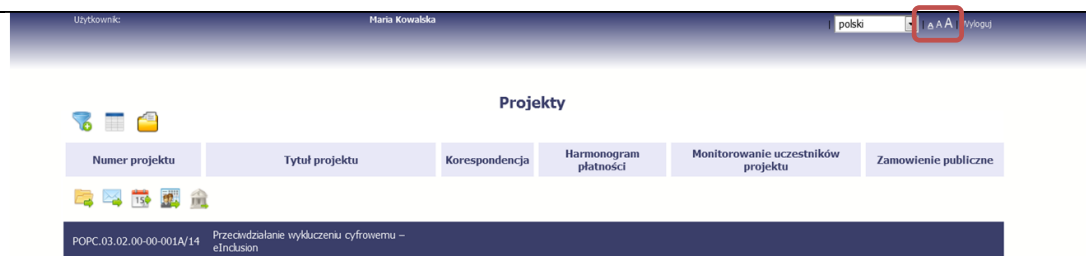 Użytkownik: Maria Kowalska | polski | A A A | Wyloguj
Projekty
Numer projektu Tytuł projektu Korespondencja Harmonogram płatności Monitorowanie uczestników projektu Zamowienie publiczne
15
POPC.03.02.00-00-001A/14 Przeciwdziałanie wykluczeniu cyfrowemu –
eInclusion